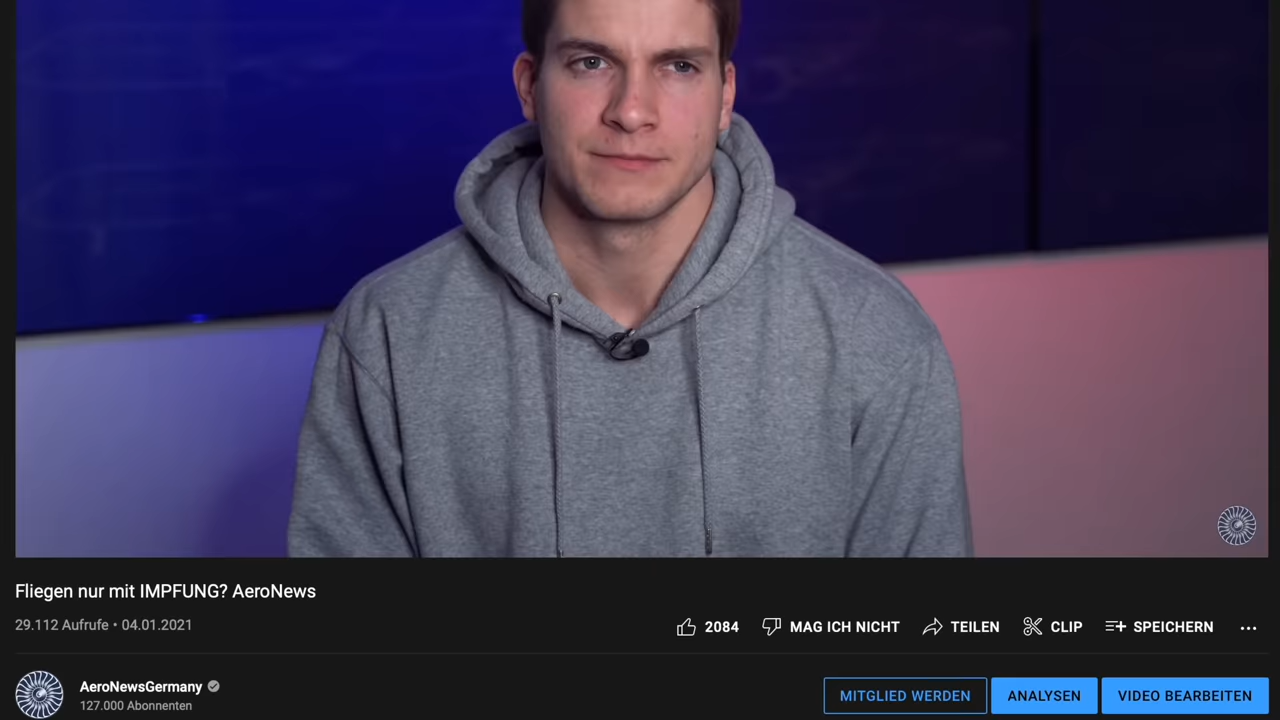 Fliegen nur mit IMPFUNG? AeroNews
29.112 Aufrufe • 04.01.2021
2084 MAG ICH NICHT TEILEN CLIP SPEICHERN
AeroNewsGermany
127.000 Abonnenten
MITGLIED WERDEN ANALYSEN VIDEO BEARBEITEN